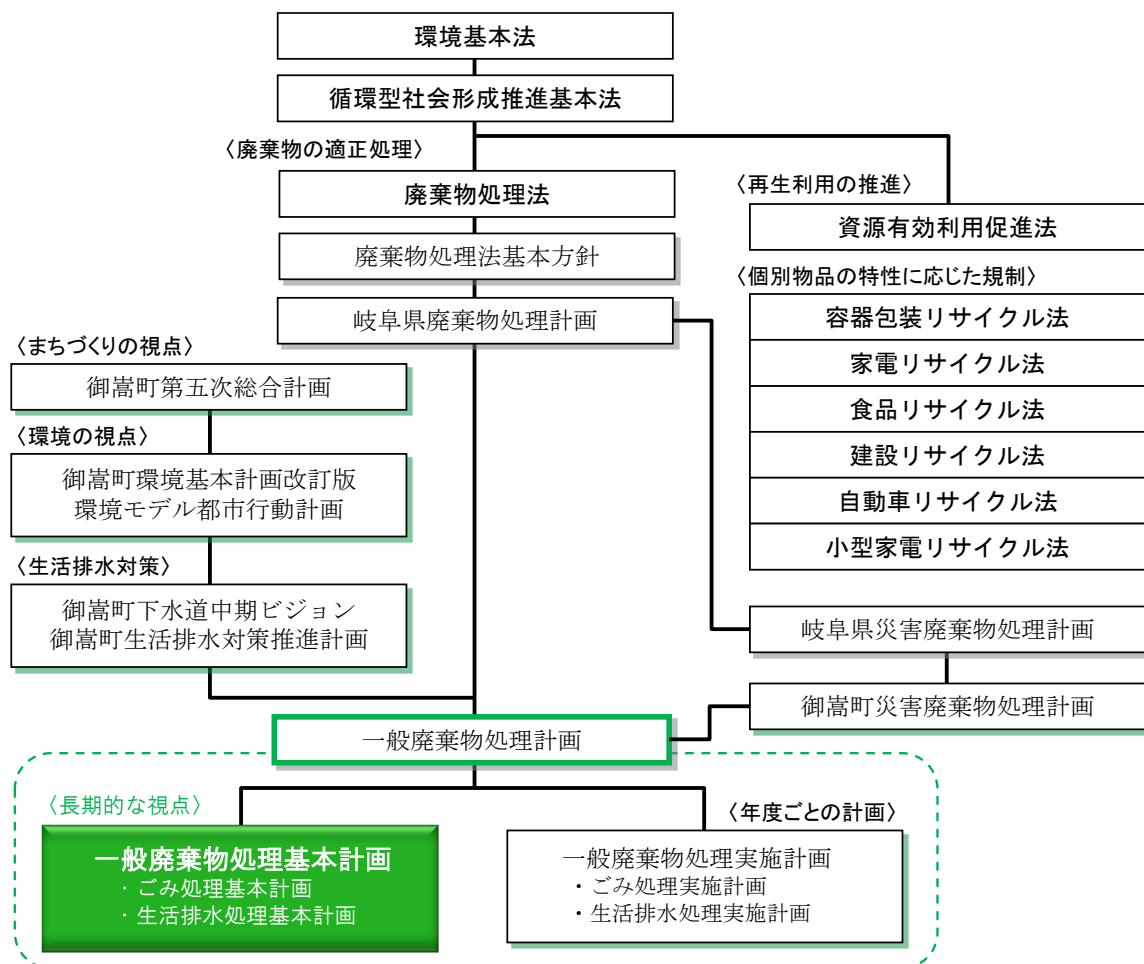 環境基本法
循環型社会形成推進基本法
〈廃棄物の適正処理〉
廃棄物処理法
廃棄物処理法基本方針
岐阜県廃棄物処理計画
〈再生利用の推進〉
資源有効利用促進法
〈個別物品の特性に応じた規制〉
容器包装リサイクル法
家電リサイクル法
食品リサイクル法
建設リサイクル法
自動車リサイクル法
小型家電リサイクル法
〈まちづくりの視点〉
御嵩町第五次総合計画
〈環境の視点〉
御嵩町環境基本計画改訂版
環境モデル都市行動計画
〈生活排水対策〉
御嵩町下水道中期ビジョン
御嵩町生活排水対策推進計画
岐阜県災害廃棄物処理計画
御嵩町災害廃棄物処理計画
一般廃棄物処理計画
〈長期的な視点〉
一般廃棄物処理基本計画
・ごみ処理基本計画
・生活排水処理基本計画
〈年度ごとの計画〉
一般廃棄物処理実施計画
・ごみ処理実施計画
・生活排水処理実施計画